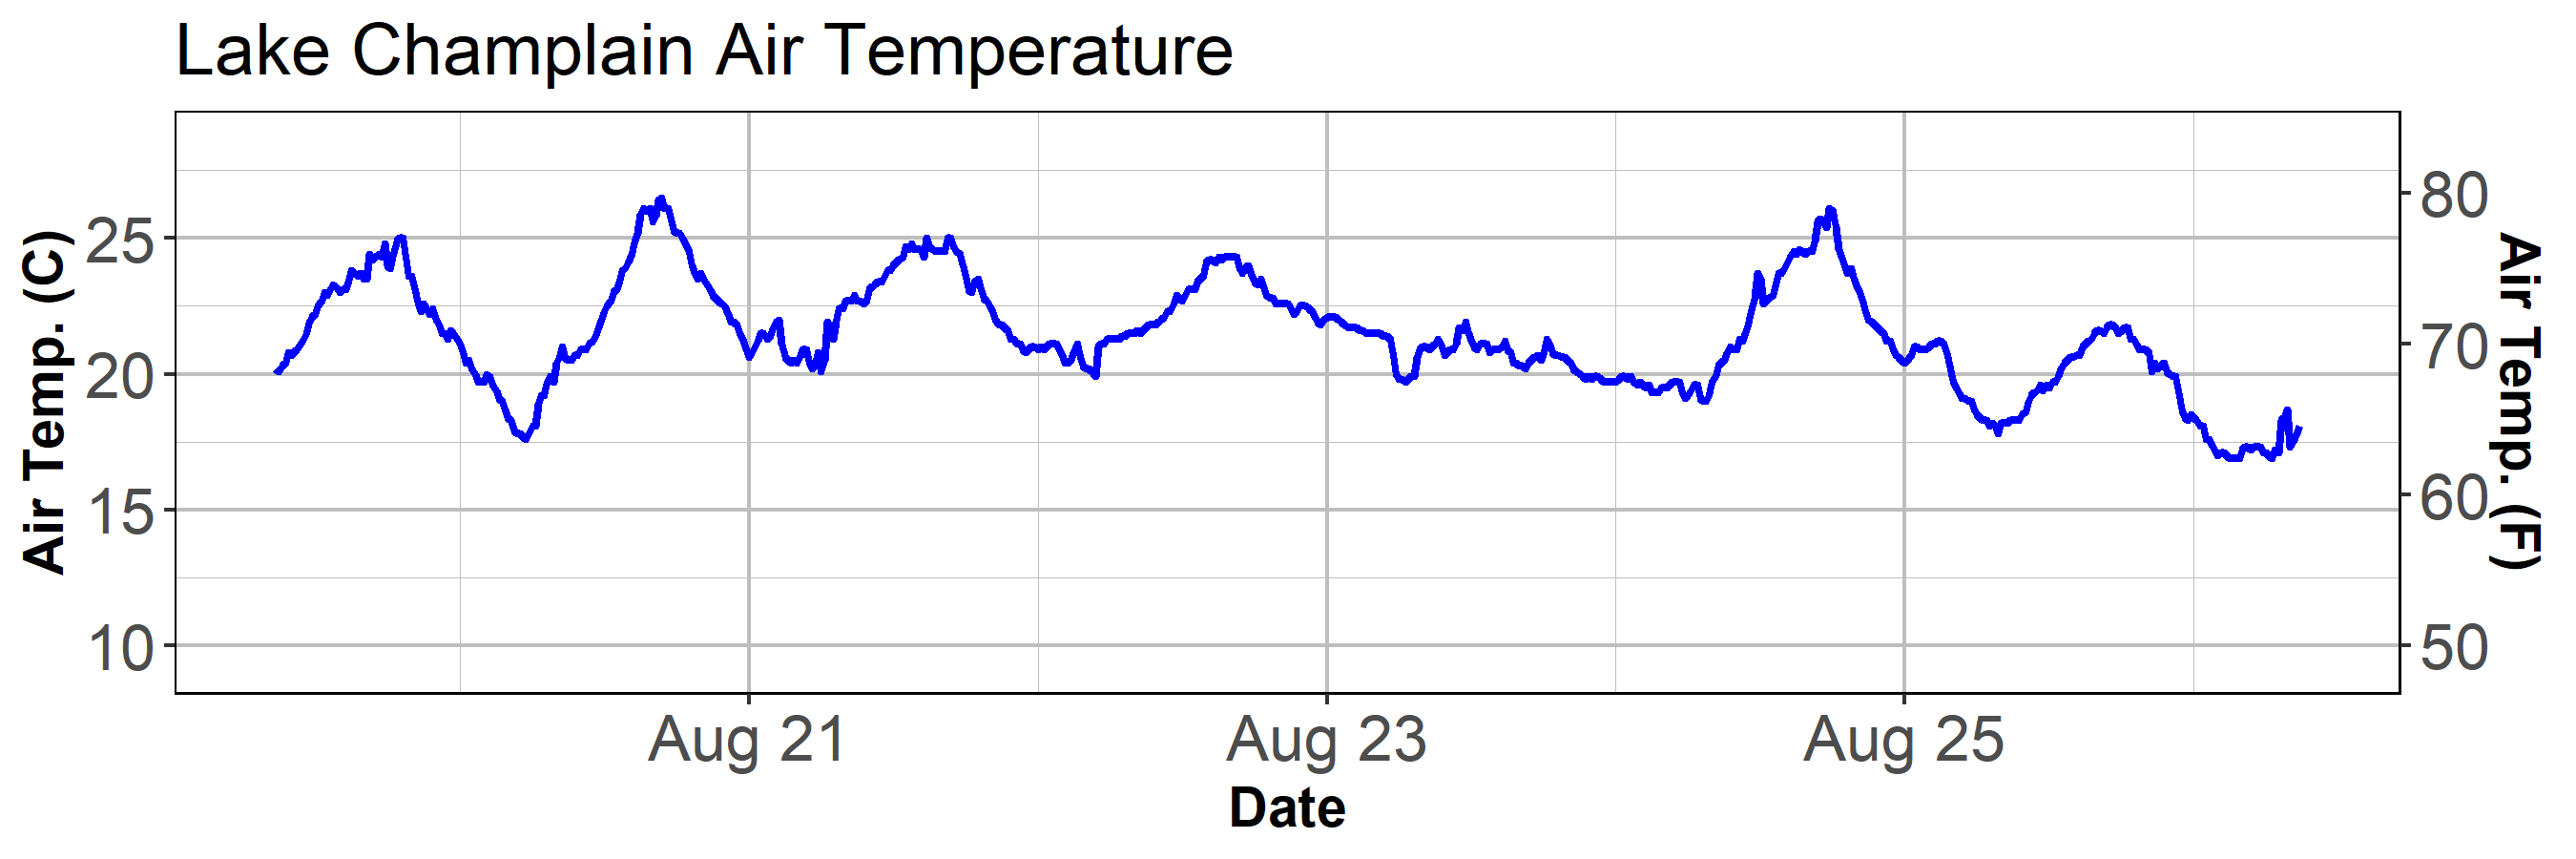 Lake Champlain Air Temperature
Air Temp. (C)
25
20
15
10
80
70
60
50
Air Temp. (F)
Aug 21
Aug 23
Aug 25
Date